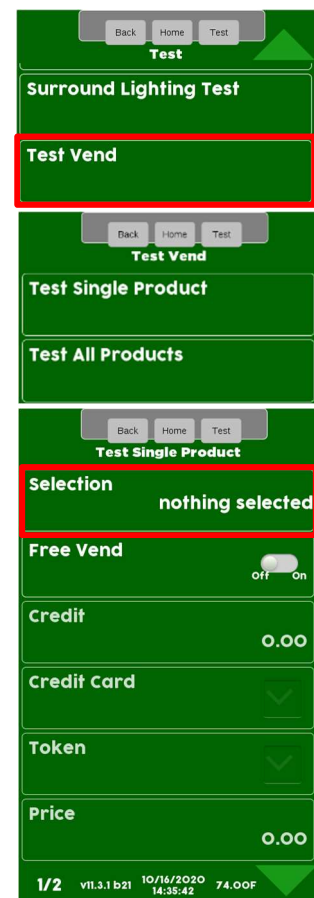 Back Home Test
Test
Surround Lighting Test
Test Vend
Back Home Test
Test Vend
Test Single Product
Test All Products
Back Home Test
Test Single Product
Selection
nothing selected
Free Vend
Off On
Credit
0.00
Credit Card
Token
Price
0.00
1/2 v11.3.1 b21 10/16/2020 14:35:42 74.00F